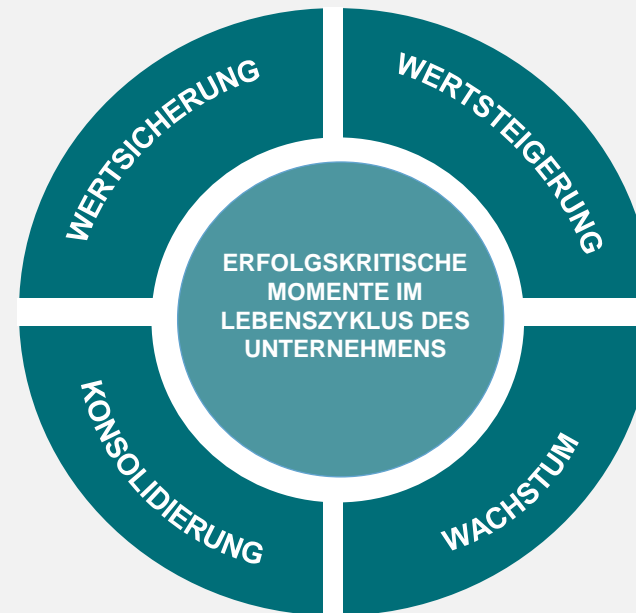 WERTSICHERUNG
WERTSTEIGERUNG
ERFOLGSKRITISCHE
MOMENTE IM
LEBENSZYKLUS DES
UNTERNEHMENS
KONSOLIDIERUNG
WACHSTUM